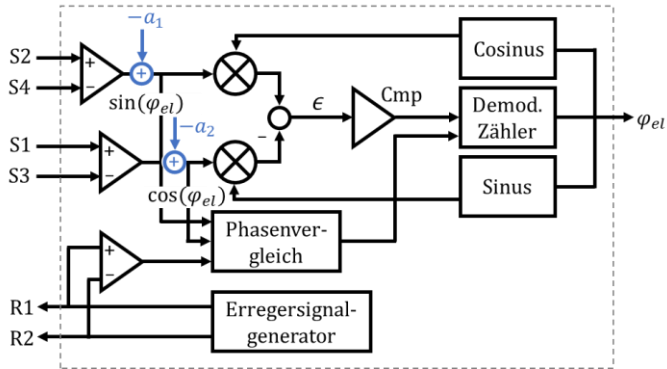 −a₁
S2
S4
+
−
+
sin(φₑₗ)
Cosinus
ϵ
Cmp
Demod.
Zähler
φₑₗ
−
−a₂
S1
S3
+
−
+
cos(φₑₗ)
Sinus
Phasenver-
gleich
+
−
R1
R2
Erregersignal-
generator